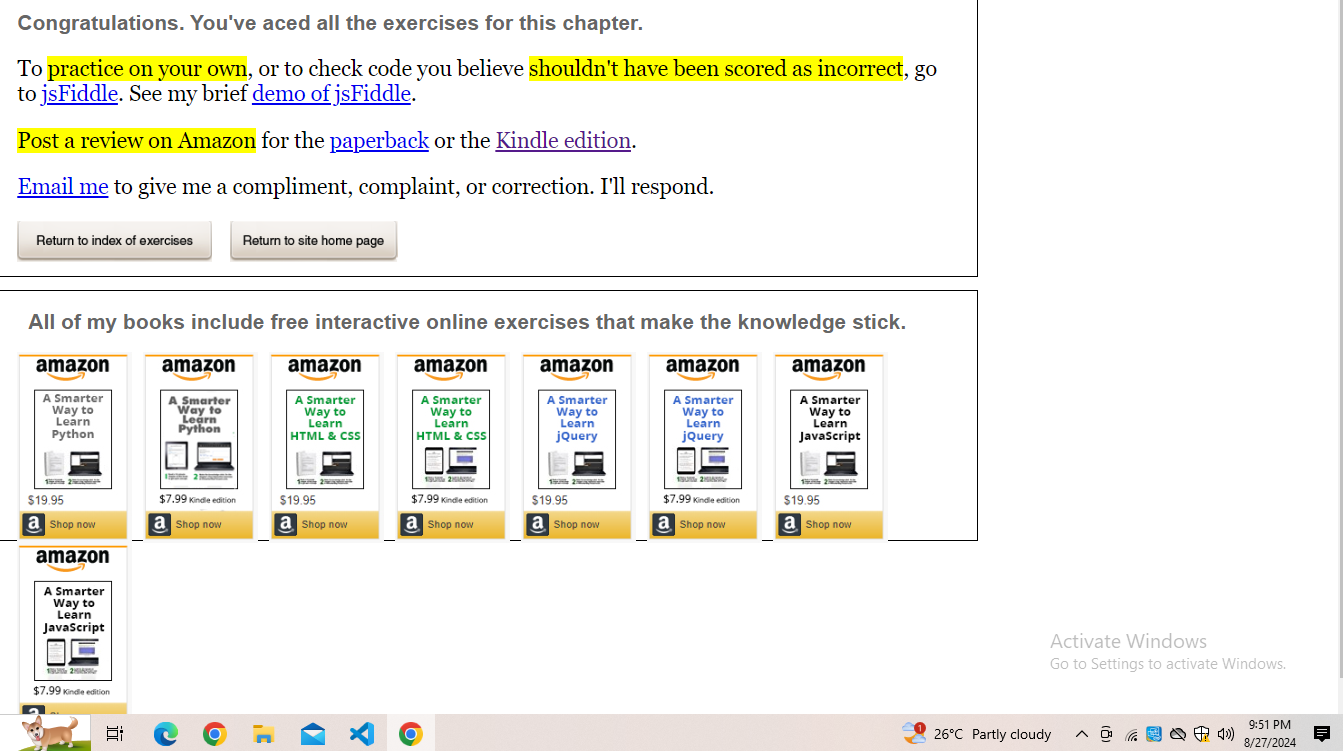 Congratulations. You've aced all the exercises for this chapter.
To practice on your own, or to check code you believe shouldn't have been scored as incorrect, go
to jsFiddle. See my brief demo of jsFiddle.
Post a review on Amazon for the paperback or the Kindle edition.
Email me to give me a compliment, complaint, or correction. I'll respond.
Return to index of exercises
Return to site home page
All of my books include free interactive online exercises that make the knowledge stick.
amazon
A Smarter
Way to
Learn
Python
$19.95
Shop now
amazon
A Smarter
Way to
Learn
Python
$7.99 Kindle edition
Shop now
amazon
A Smarter
Way to
Learn
HTML & CSS
$19.95
Shop now
amazon
A Smarter
Way to
Learn
HTML & CSS
$7.99 Kindle edition
Shop now
amazon
A Smarter
Way to
Learn
jQuery
$19.95
Shop now
amazon
A Smarter
Way to
Learn
jQuery
$7.99 Kindle edition
Shop now
amazon
A Smarter
Way to
Learn
JavaScript
$19.95
Shop now
amazon
A Smarter
Way to
Learn
JavaScript
$7.99 Kindle edition
Activate Windows
Go to Settings to activate Windows.
1
26°C Partly cloudy
9:51 PM
8/27/2024